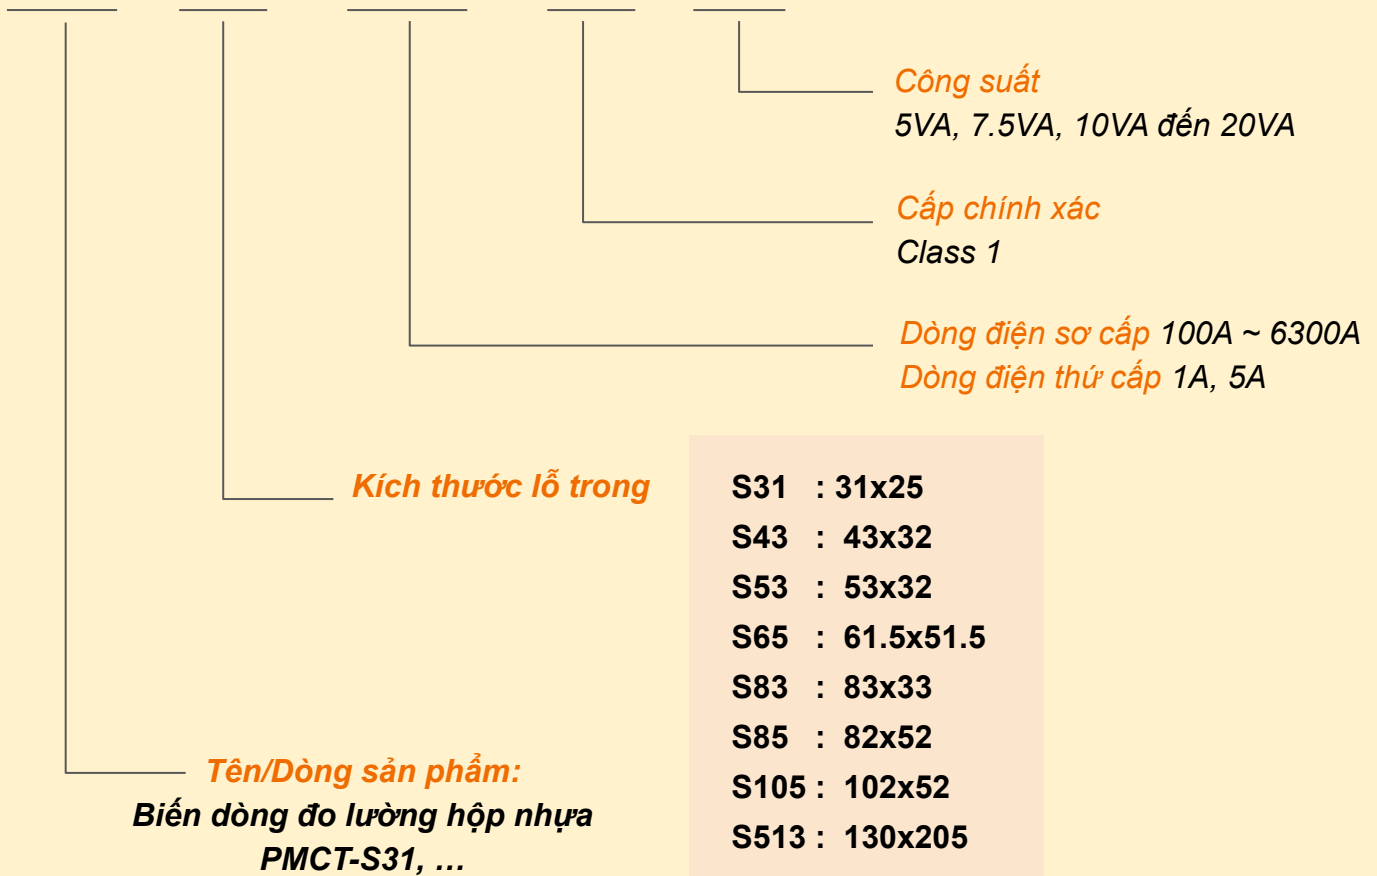 Công suất
5VA, 7.5VA, 10VA đến 20VA
Cấp chính xác
Class 1
Dòng điện sơ cấp 100A ~ 6300A
Dòng điện thứ cấp 1A, 5A
Kích thước lỗ trong
S31 : 31x25
S43 : 43x32
S53 : 53x32
S65 : 61.5x51.5
S83 : 83x33
S85 : 82x52
S105 : 102x52
S513 : 130x205
Tên/Dòng sản phẩm:
Biến dòng đo lường hộp nhựa
PMCT-S31, ...